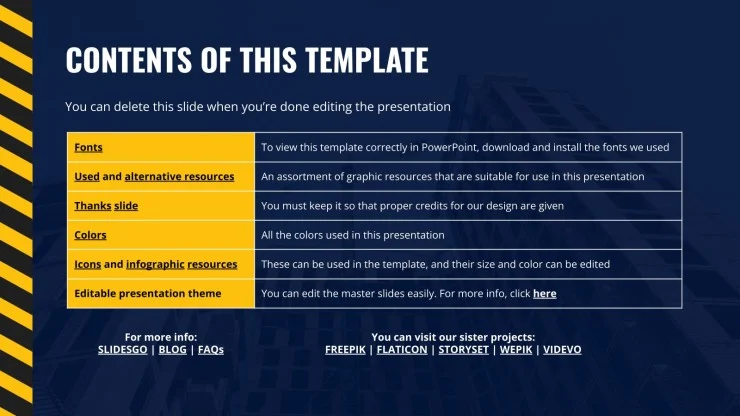 CONTENTS OF THIS TEMPLATE
You can delete this slide when you're done editing the presentation
Fonts To view this template correctly in PowerPoint, download and install the fonts we used
Used and alternative resources An assortment of graphic resources that are suitable for use in this presentation
Thanks slide You must keep it so that proper credits for our design are given
Colors All the colors used in this presentation
Icons and infographic resources These can be used in the template, and their size and color can be edited
Editable presentation theme You can edit the master slides easily. For more info, click here
For more info: You can visit our sister projects:
SLIDESGO | BLOG | FAQs FREEPIK | FLATICON | STORYSET | WEPIK | VIDEVO